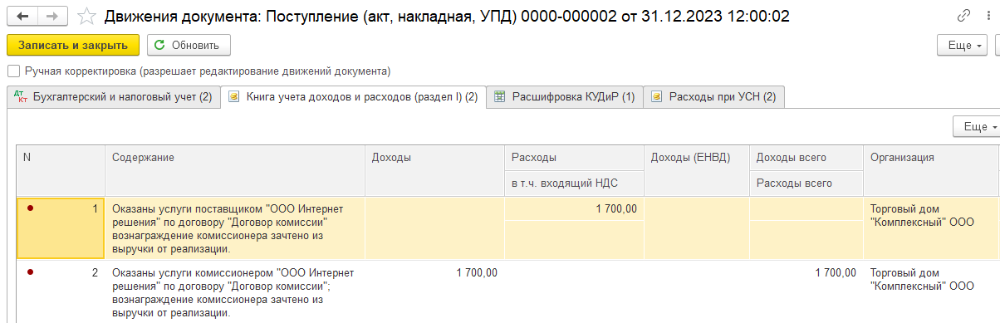 Движения документа: Поступление (акт, накладная, УПД) 0000-000002 от 31.12.2023 12:00:02
Записать и закрыть
Обновить
Еще
Ручная корректировка (разрешает редактирование движений документа)
Дт Кт Бухгалтерский и налоговый учет (2)
Книга учета доходов и расходов (раздел I) (2)
Расшифровка КУДиР (1)
Расходы при УСН (2)
Еще
N Содержание Доходы Расходы Доходы (ЕНВД) Доходы всего Организация
в т.ч. входящий НДС Расходы всего
1 Оказаны услуги поставщиком "ООО Интернет 1 700,00 Торговый дом
решения" по договору "Договор комиссии" "Комплексный" ООО
вознаграждение комиссионера зачтено из
выручки от реализации.
2 Оказаны услуги комиссионером "ООО Интернет 1 700,00 1 700,00 Торговый дом
решения" по договору "Договор комиссии"; "Комплексный" ООО
вознаграждение комиссионера зачтено из
выручки от реализации.